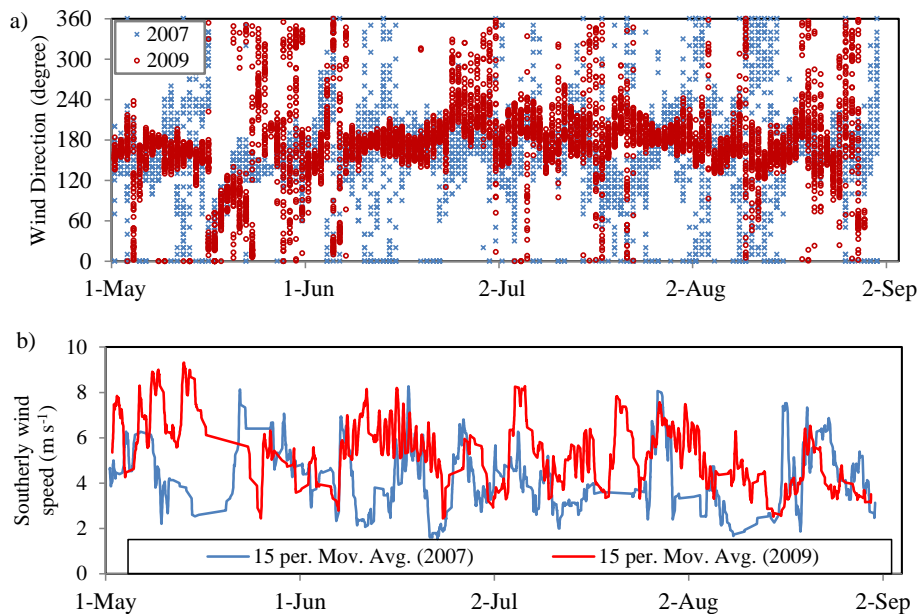 a)
360
300
240
180
120
60
0
Wind Direction (degree)
2007
2009
1-May
1-Jun
2-Jul
2-Aug
2-Sep
b)
10
8
6
4
2
0
Southerly wind
speed (m s⁻¹)
15 per. Mov. Avg. (2007)
15 per. Mov. Avg. (2009)
1-May
1-Jun
2-Jul
2-Aug
2-Sep